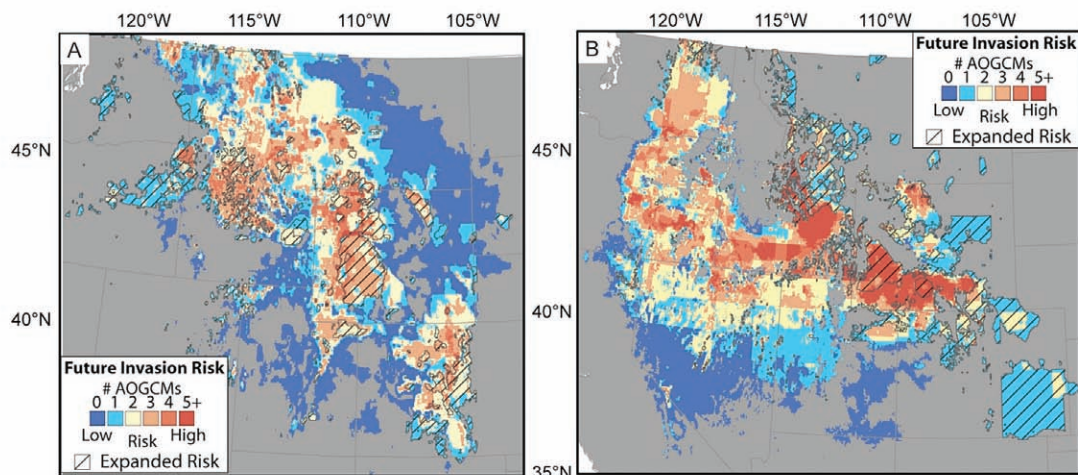 120°W 115°W 110°W 105°W
A
45°N
40°N
Future Invasion Risk
# AOGCMs
0 1 2 3 4 5+
Low Risk High
Expanded Risk
120°W 115°W 110°W 105°W
B
Future Invasion Risk
# AOGCMs
0 1 2 3 4 5+
Low Risk High
Expanded Risk
45°N
40°N
35°N